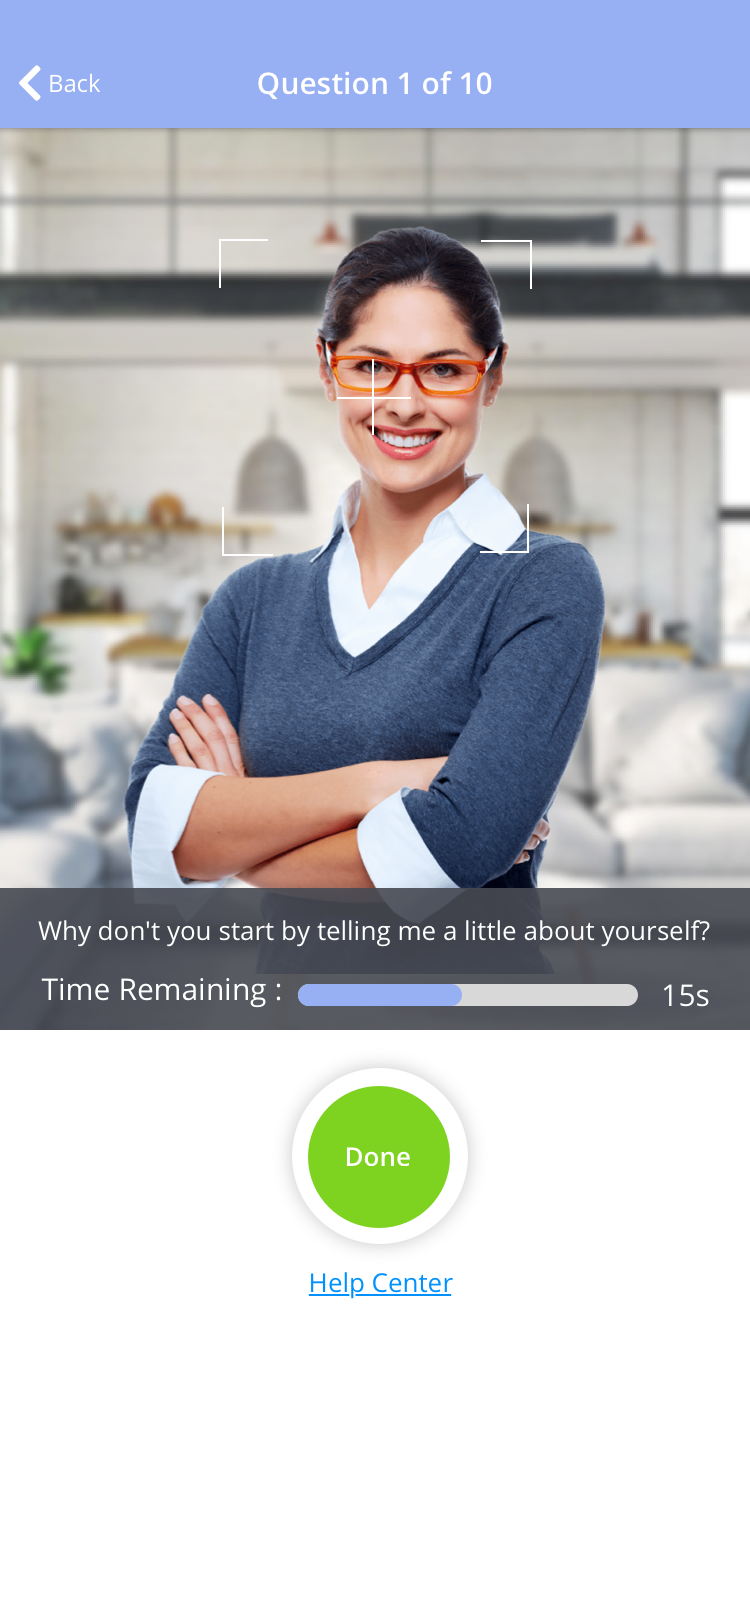 Back
Question 1 of 10
Why don't you start by telling me a little about yourself?
Time Remaining :
15s
Done
Help Center